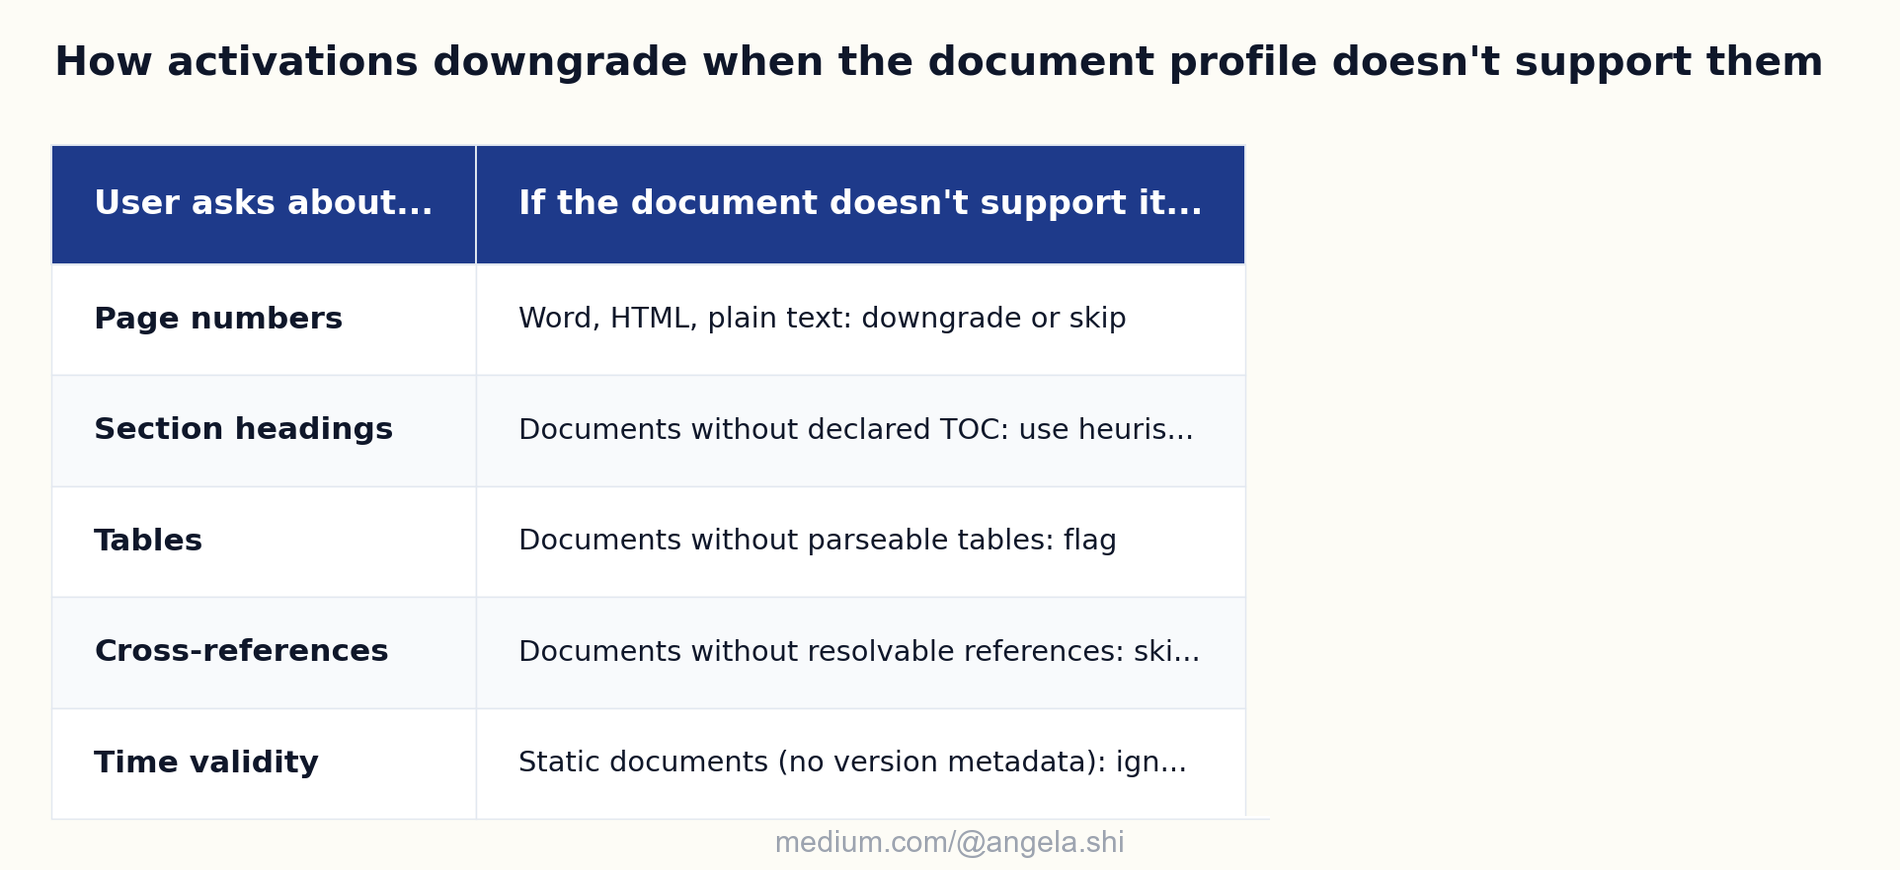 How activations downgrade when the document profile doesn't support them
User asks about...
If the document doesn't support it...
Page numbers
Word, HTML, plain text: downgrade or skip
Section headings
Documents without declared TOC: use heuris...
Tables
Documents without parseable tables: flag
Cross-references
Documents without resolvable references: ski...
Time validity
Static documents (no version metadata): ign...
medium.com/@angela.shi